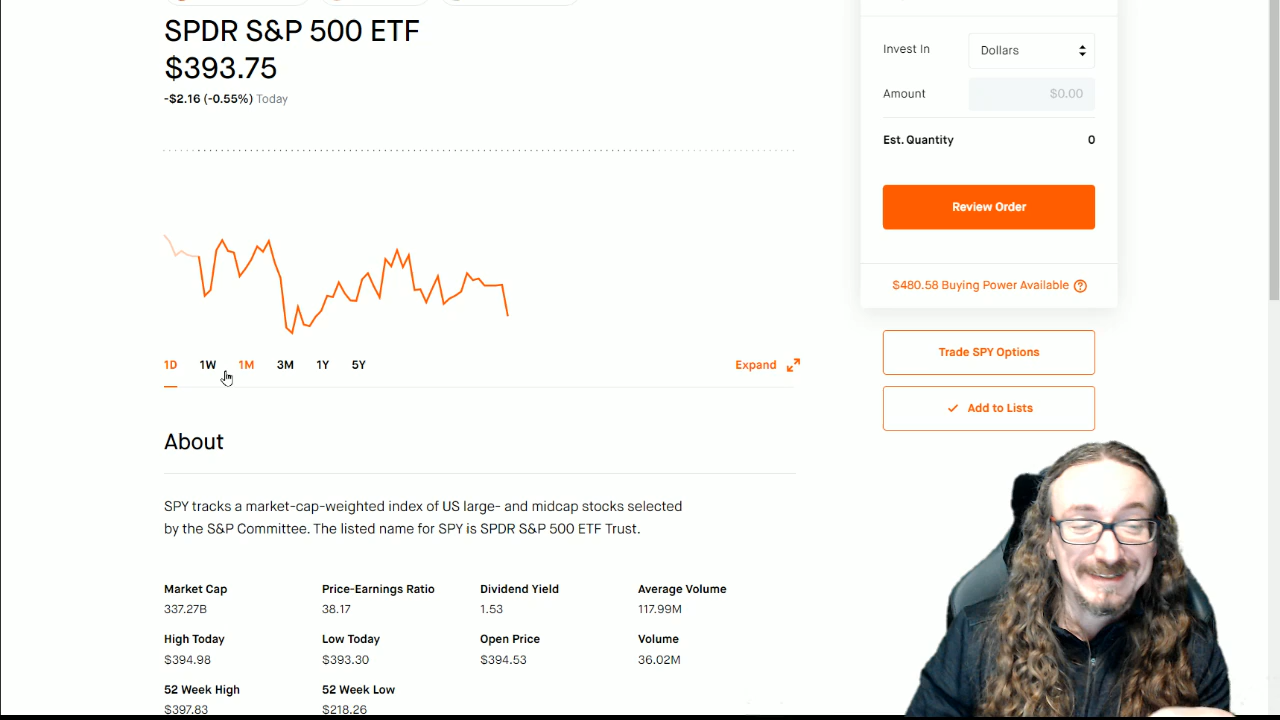 SPDR S&P 500 ETF
$393.75
-$2.16 (-0.55%) Today
1D 1W 1M 3M 1Y 5Y Expand
About
SPY tracks a market-cap-weighted index of US large- and midcap stocks selected
by the S&P Committee. The listed name for SPY is SPDR S&P 500 ETF Trust.
Market Cap Price-Earnings Ratio Dividend Yield Average Volume
337.27B 38.17 1.53 117.99M
High Today Low Today Open Price Volume
$394.98 $393.30 $394.53 36.02M
52 Week High 52 Week Low
$397.83 $218.26
Invest In Dollars
Amount $0.00
Est. Quantity 0
Review Order
$480.58 Buying Power Available ?
Trade SPY Options
Add to Lists